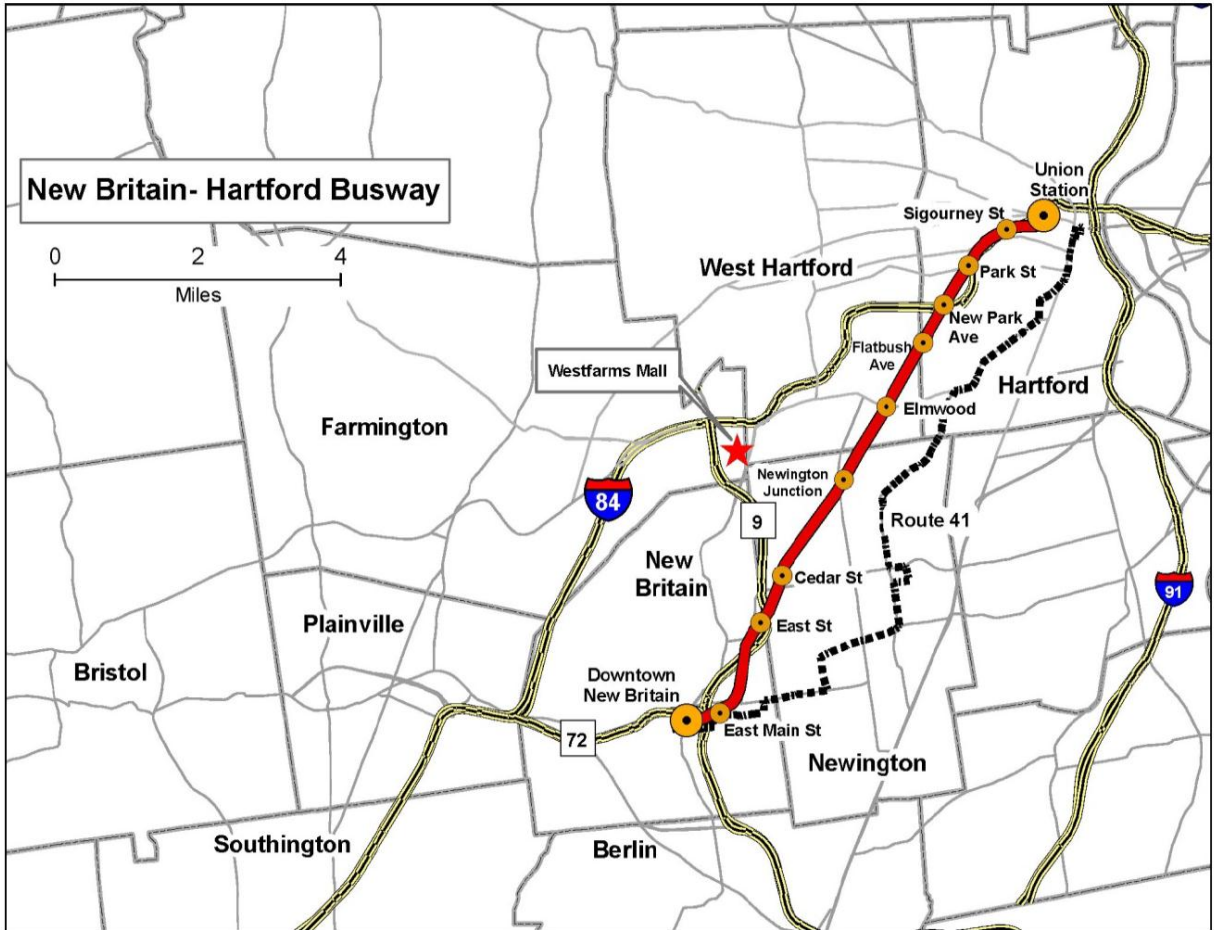 New Britain- Hartford Busway
0 2 4
Miles
Union
Station
Sigourney St
Park St
West Hartford
New Park
Ave
Flatbush
Ave
Hartford
Westfarms Mall
Elmwood
Farmington
Newington
Junction
84
9
Route 41
New
Britain
Cedar St
91
Plainville
East St
Bristol
Downtown
New Britain
East Main St
72
Newington
Southington
Berlin